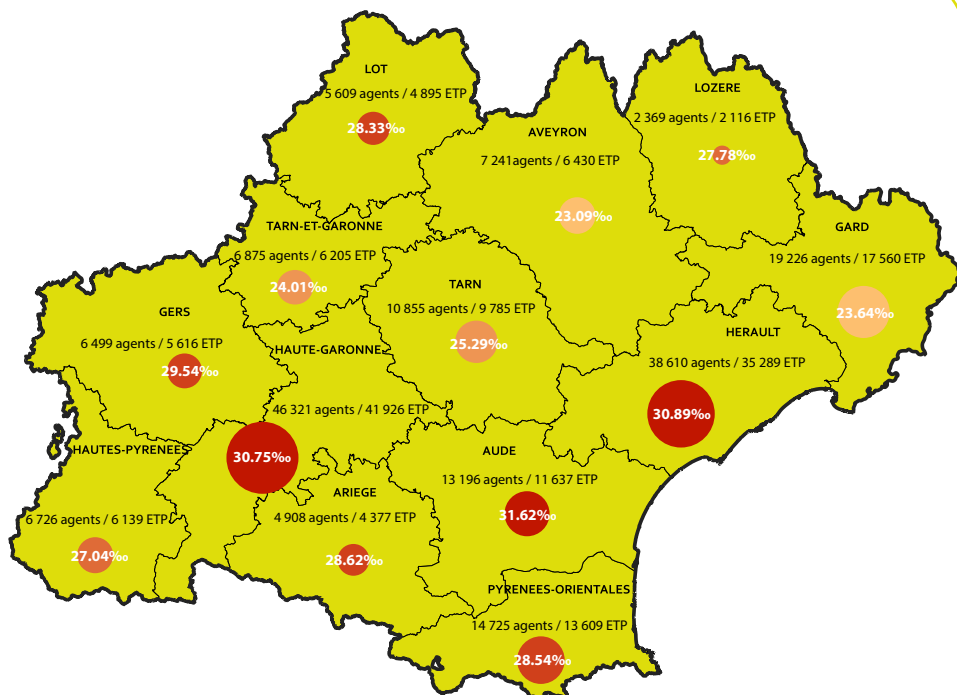 LOT
5 609 agents / 4 895 ETP
28.33‰
LOZERE
2 369 agents / 2 116 ETP
27.78‰
AVEYRON
7 241agents / 6 430 ETP
23.09‰
TARN-ET-GARONNE
6 875 agents / 6 205 ETP
24.01‰
GARD
19 226 agents / 17 560 ETP
23.64‰
TARN
10 855 agents / 9 785 ETP
25.29‰
GERS
6 499 agents / 5 616 ETP
29.54‰
HERAULT
38 610 agents / 35 289 ETP
30.89‰
HAUTE-GARONNE
46 321 agents / 41 926 ETP
30.75‰
HAUTES-PYRENEES
6 726 agents / 6 139 ETP
27.04‰
ARIEGE
4 908 agents / 4 377 ETP
28.62‰
AUDE
13 196 agents / 11 637 ETP
31.62‰
PYRENEES-ORIENTALES
14 725 agents / 13 609 ETP
28.54‰